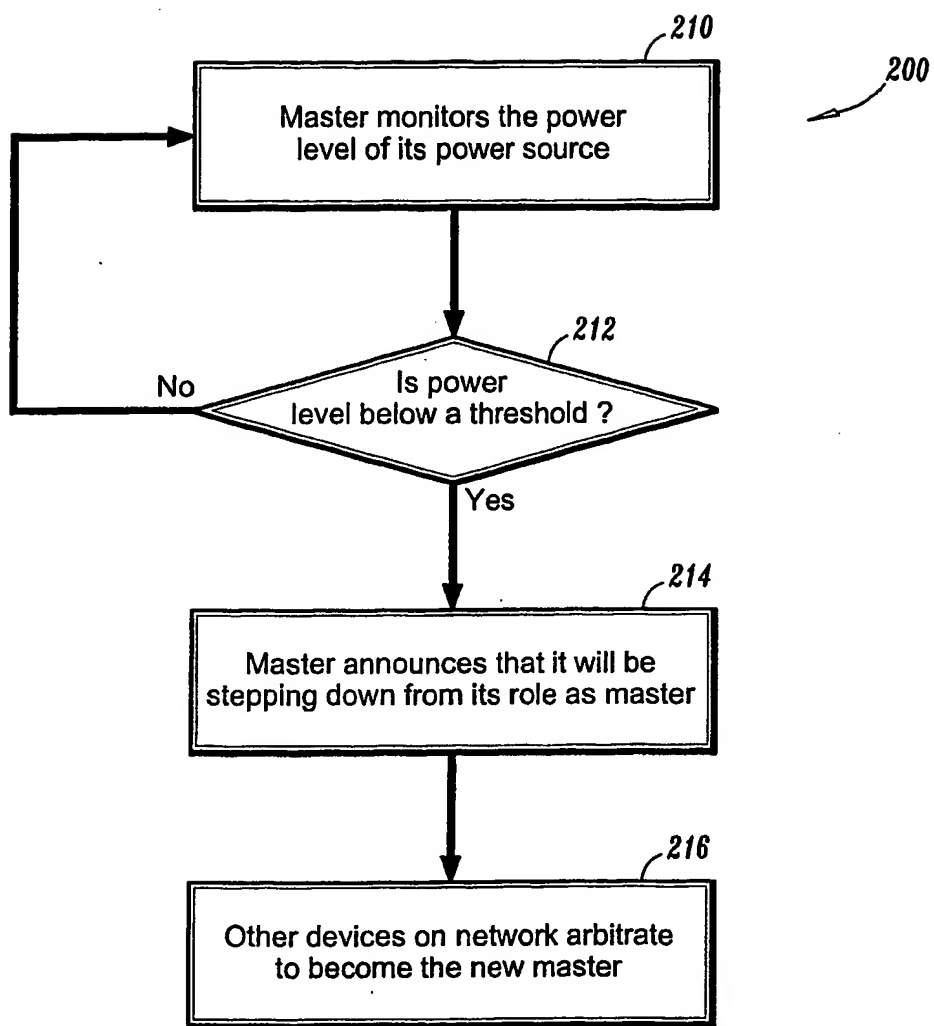 210
200
Master monitors the power
level of its power source
212
Is power
level below a threshold ?
No
Yes
214
Master announces that it will be
stepping down from its role as master
216
Other devices on network arbitrate
to become the new master